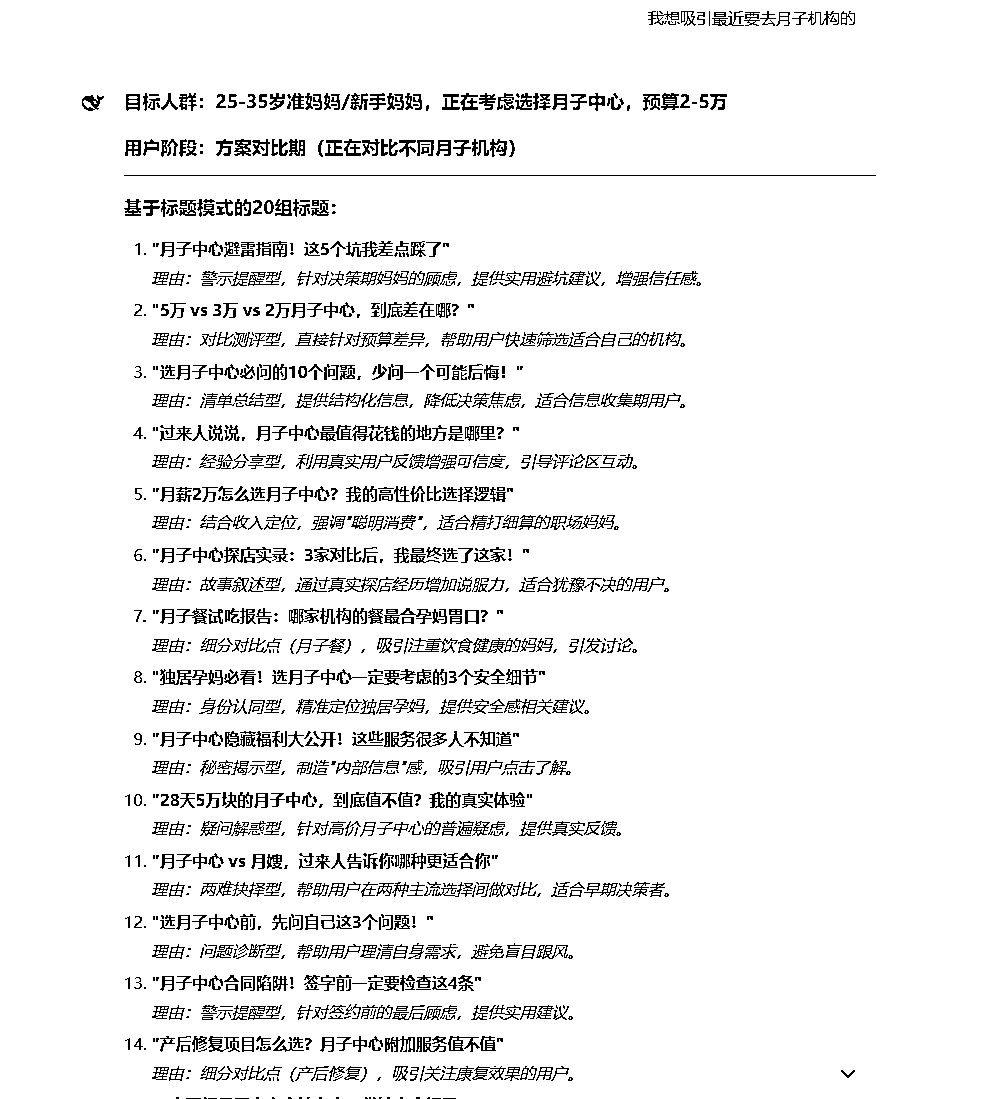 我想吸引最近要去月子机构的
目标人群：25-35岁准妈妈/新手妈妈，正在考虑选择月子中心，预算2-5万
用户阶段：方案对比期（正在对比不同月子机构）
基于标题模式的20组标题：
1. "月子中心避雷指南！这5个坑我差点踩了"
理由：警示提醒型，针对决策期妈妈的顾虑，提供实用避坑建议，增强信任感。
2. "5万 vs 3万 vs 2万月子中心，到底差在哪？"
理由：对比测评型，直接针对预算差异，帮助用户快速筛选适合自己的机构。
3. "选月子中心必问的10个问题，少问一个可能后悔！"
理由：清单总结型，提供结构化信息，降低决策焦虑，适合信息收集期用户。
4. "过来人说说，月子中心最值得花钱的地方是哪里？"
理由：经验分享型，利用真实用户反馈增强可信度，引导评论区互动。
5. "月薪2万怎么选月子中心？我的高性价比选择逻辑"
理由：结合收入定位，强调"聪明消费"，适合精打细算的职场妈妈。
6. "月子中心探店实录：3家对比后，我最终选了这家！"
理由：故事叙述型，通过真实探店经历增加说服力，适合犹豫不决的用户。
7. "月子餐试吃报告：哪家机构的餐最合孕妈胃口？"
理由：细分对比点（月子餐），吸引注重饮食健康的妈妈，引发讨论。
8. "独居孕妈必看！选月子中心一定要考虑的3个安全细节"
理由：身份认同型，精准定位独居孕妈，提供安全感相关建议。
9. "月子中心隐藏福利大公开！这些服务很多人不知道"
理由：秘密揭示型，制造"内部信息"感，吸引用户点击了解。
10. "28天5万块的月子中心，到底值不值？我的真实体验"
理由：疑问解惑型，针对高价月子中心的普遍疑虑，提供真实反馈。
11. "月子中心 vs 月嫂，过来人告诉你哪种更适合你"
理由：两难抉择型，帮助用户在两种主流选择间做对比，适合早期决策者。
12. "选月子中心前，先问自己这3个问题！"
理由：问题诊断型，帮助用户理清自身需求，避免盲目跟风。
13. "月子中心合同陷阱！签字前一定要检查这4条"
理由：警示提醒型，针对签约前的最后顾虑，提供实用建议。
14. "产后修复项目怎么选？月子中心附加服务值不值"
理由：细分对比点（产后修复），吸引关注康复效果的用户。